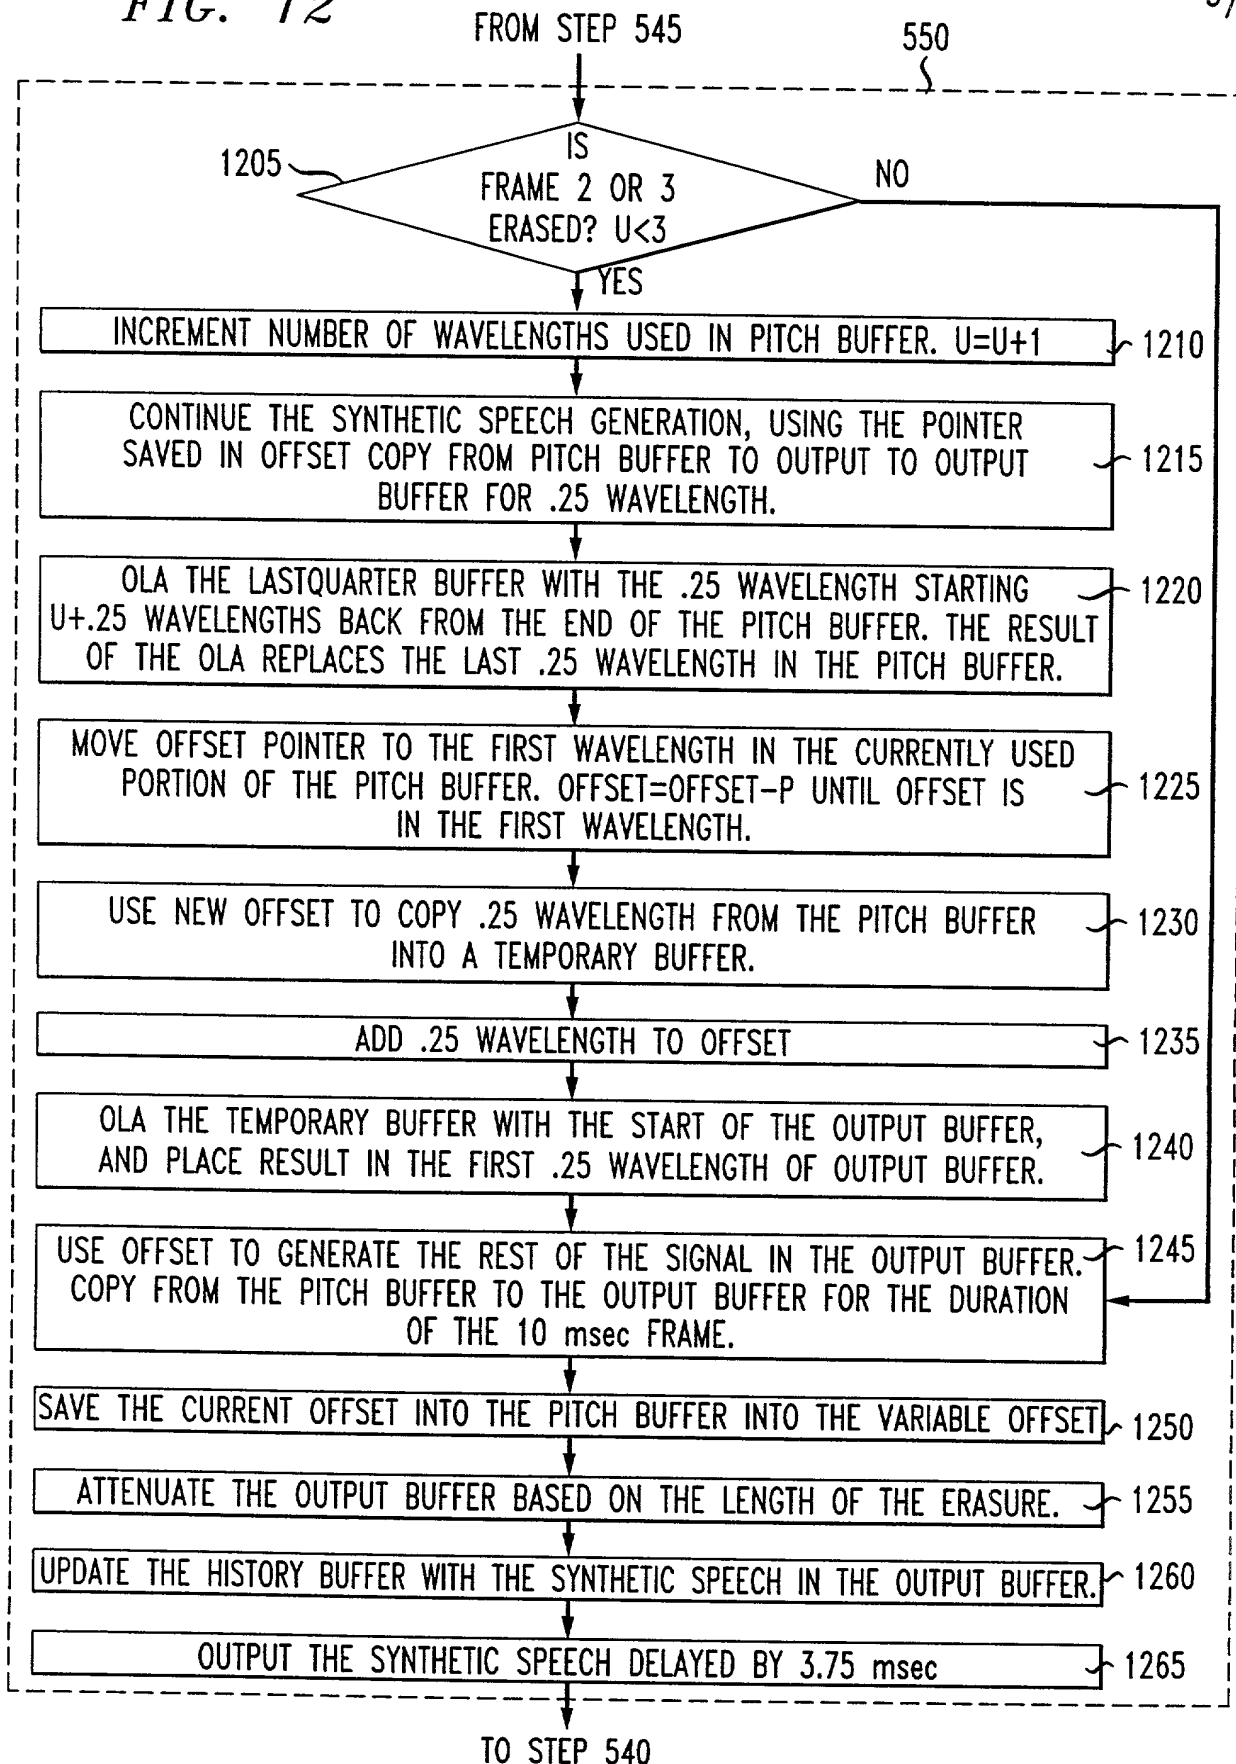 FIG. 12
FROM STEP 545
550
1205
IS
FRAME 2 OR 3
ERASED? U<3
NO
YES
INCREMENT NUMBER OF WAVELENGTHS USED IN PITCH BUFFER. U=U+1
1210
CONTINUE THE SYNTHETIC SPEECH GENERATION, USING THE POINTER
SAVED IN OFFSET COPY FROM PITCH BUFFER TO OUTPUT TO OUTPUT
BUFFER FOR .25 WAVELENGTH.
1215
OLA THE LASTQUARTER BUFFER WITH THE .25 WAVELENGTH STARTING
U+.25 WAVELENGTHS BACK FROM THE END OF THE PITCH BUFFER. THE RESULT
OF THE OLA REPLACES THE LAST .25 WAVELENGTH IN THE PITCH BUFFER.
1220
MOVE OFFSET POINTER TO THE FIRST WAVELENGTH IN THE CURRENTLY USED
PORTION OF THE PITCH BUFFER. OFFSET=OFFSET-P UNTIL OFFSET IS
IN THE FIRST WAVELENGTH.
1225
USE NEW OFFSET TO COPY .25 WAVELENGTH FROM THE PITCH BUFFER
INTO A TEMPORARY BUFFER.
1230
ADD .25 WAVELENGTH TO OFFSET
1235
OLA THE TEMPORARY BUFFER WITH THE START OF THE OUTPUT BUFFER,
AND PLACE RESULT IN THE FIRST .25 WAVELENGTH OF OUTPUT BUFFER.
1240
USE OFFSET TO GENERATE THE REST OF THE SIGNAL IN THE OUTPUT BUFFER.
COPY FROM THE PITCH BUFFER TO THE OUTPUT BUFFER FOR THE DURATION
OF THE 10 msec FRAME.
1245
SAVE THE CURRENT OFFSET INTO THE PITCH BUFFER INTO THE VARIABLE OFFSET
1250
ATTENUATE THE OUTPUT BUFFER BASED ON THE LENGTH OF THE ERASURE.
1255
UPDATE THE HISTORY BUFFER WITH THE SYNTHETIC SPEECH IN THE OUTPUT BUFFER.
1260
OUTPUT THE SYNTHETIC SPEECH DELAYED BY 3.75 msec
1265
TO STEP 540